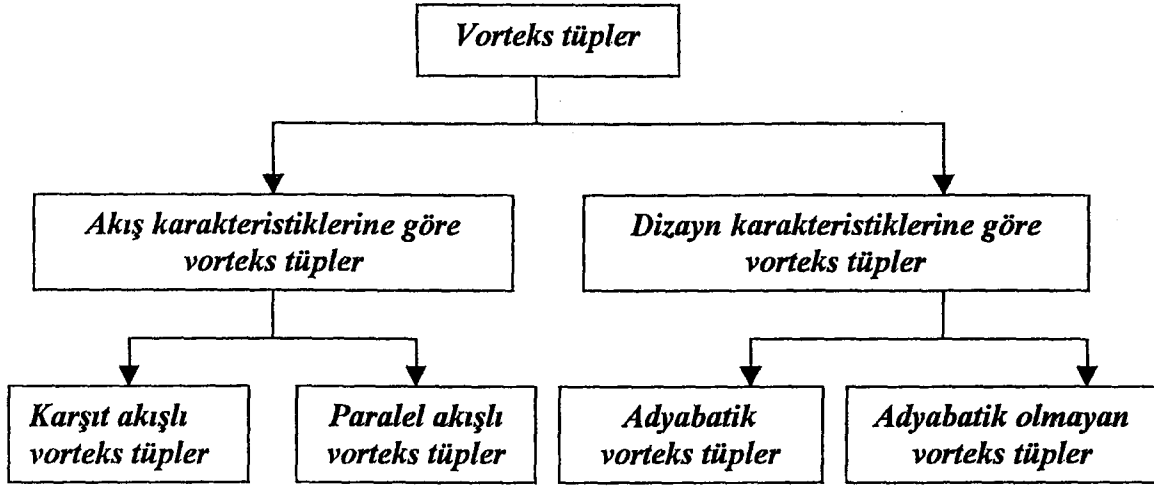 Vorteks tüpler
Akış karakteristiklerine göre
vorteks tüpler
Dizayn karakteristiklerine göre
vorteks tüpler
Karşıt akışlı
vorteks tüpler
Paralel akışlı
vorteks tüpler
Adyabatik
vorteks tüpler
Adyabatik olmayan
vorteks tüpler